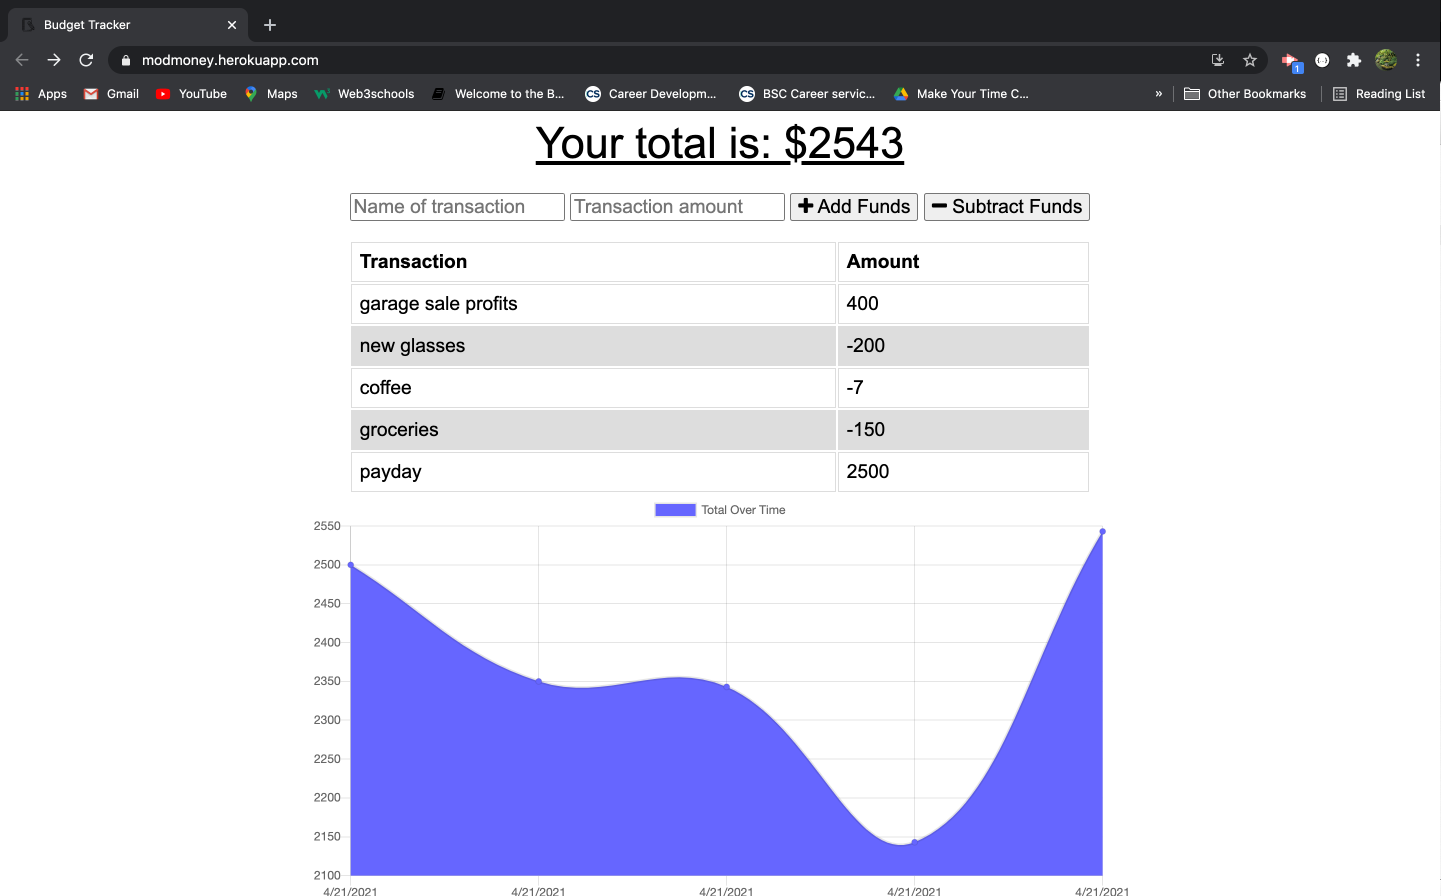 Budget Tracker
modmoney.herokuapp.com
1
Apps Gmail YouTube Maps Web3schools Welcome to the B... CS Career Developm... CS BSC Career servic... Make Your Time C... » Other Bookmarks Reading List
Your total is: $2543
Name of transaction Transaction amount Add Funds Subtract Funds
Transaction Amount
garage sale profits 400
new glasses -200
coffee -7
groceries -150
payday 2500
Total Over Time
2550
2500
2450
2400
2350
2300
2250
2200
2150
2100
4/21/2021 4/21/2021 4/21/2021 4/21/2021 4/21/2021